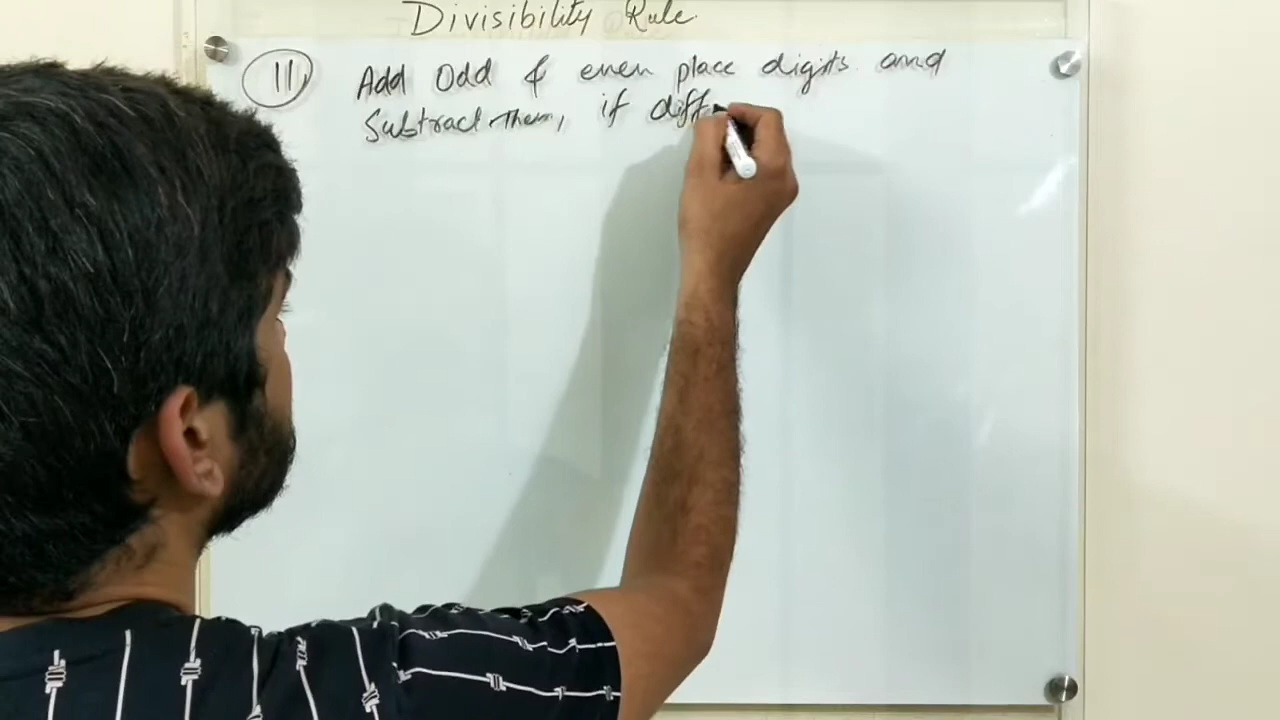 Divisibility Rule.
11 Add Odd & even place digits and
Subtract Them, if diff